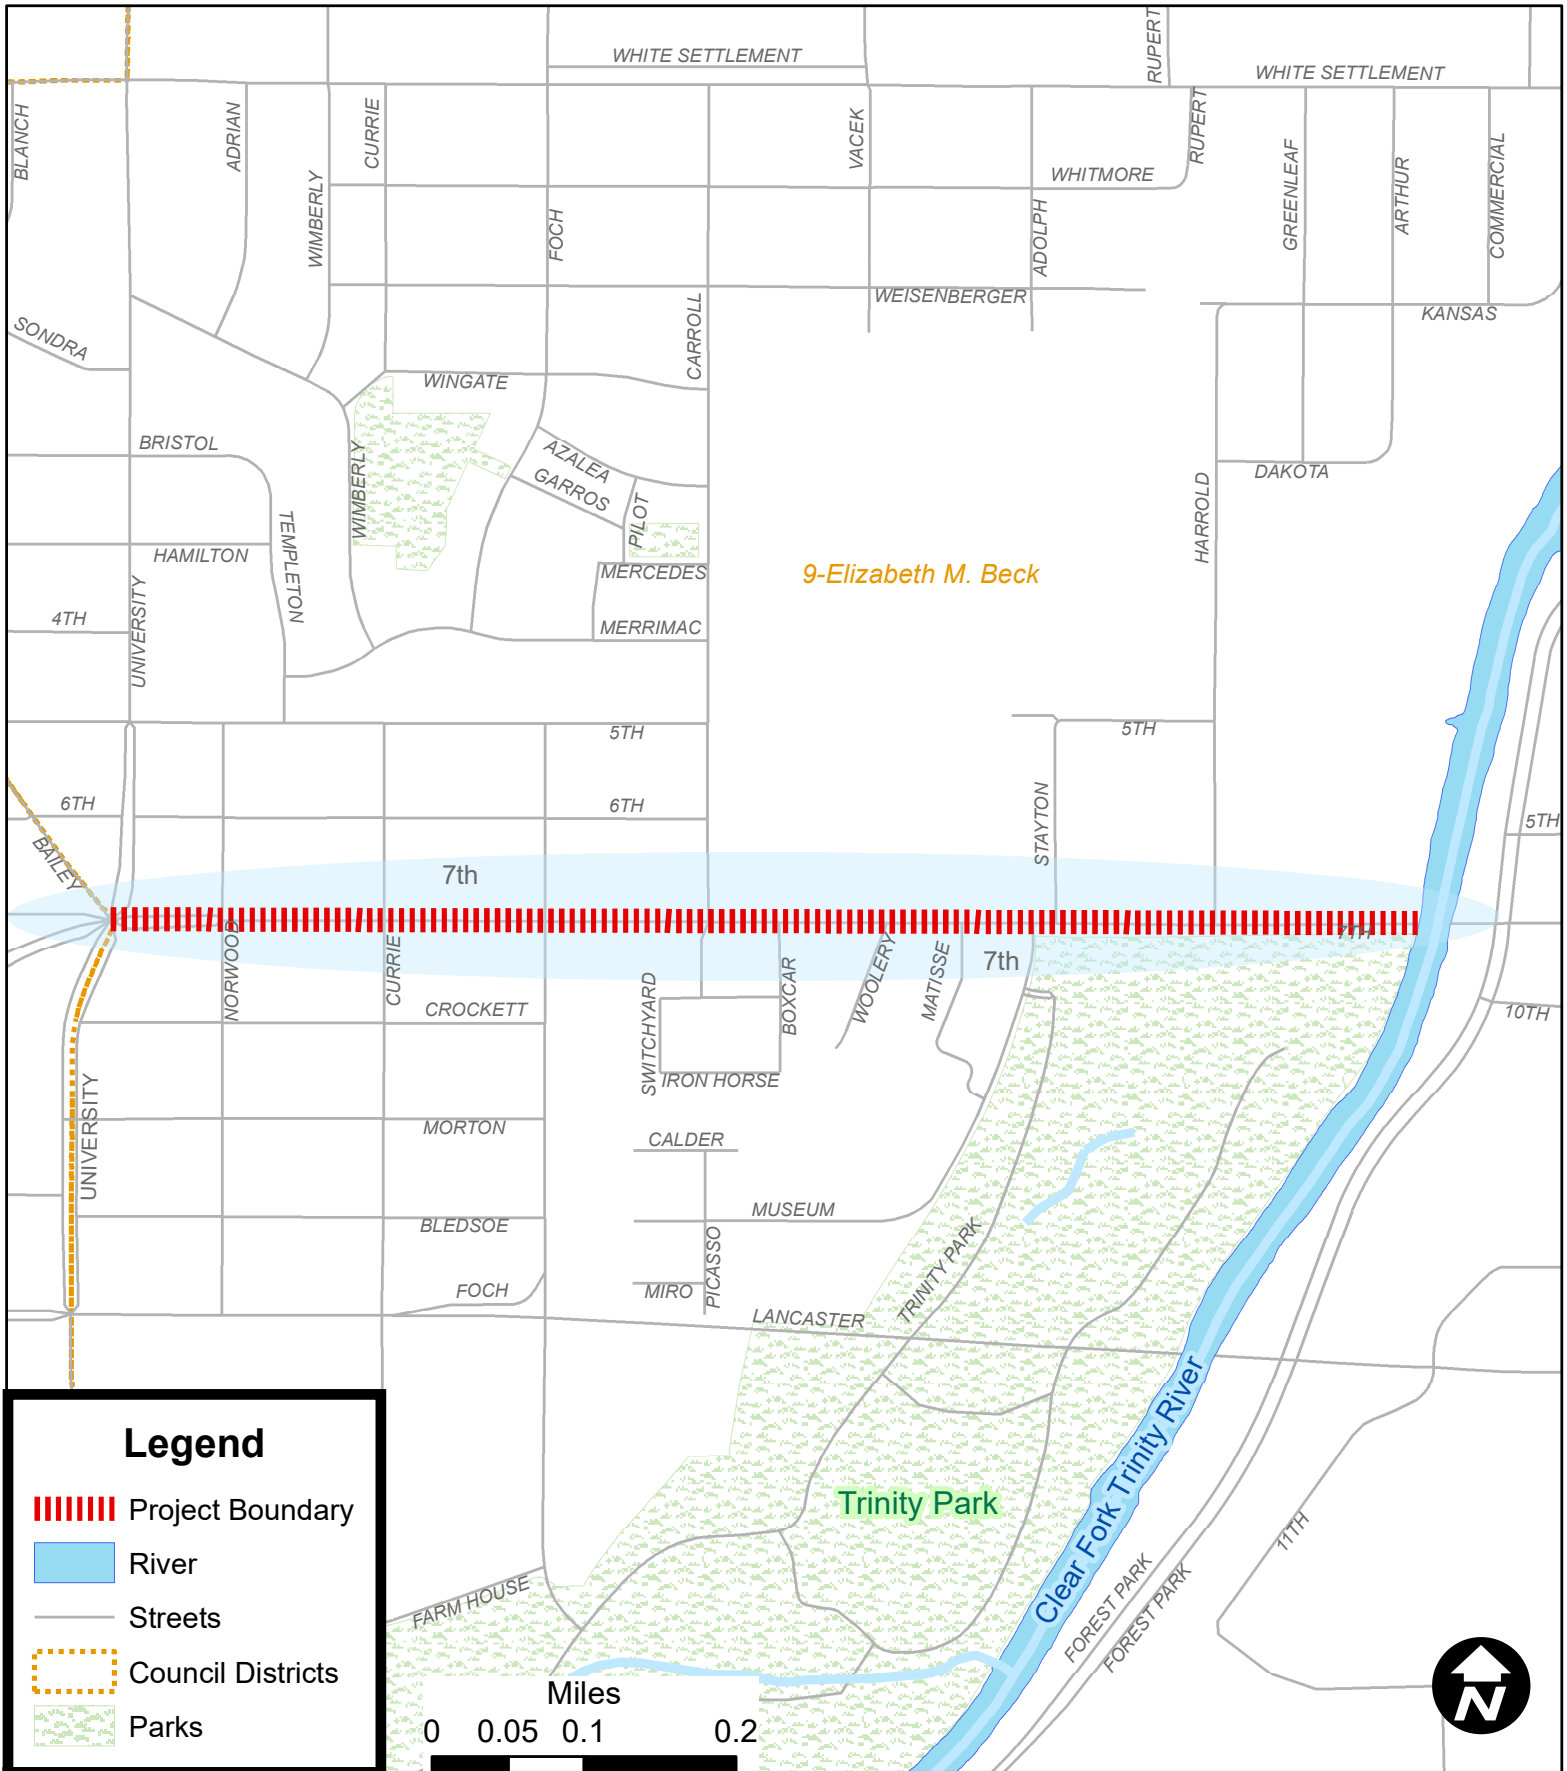 WHITE SETTLEMENT
RUPERT
WHITE SETTLEMENT
BLANCH
ADRIAN
CURRIE
VACEK
RUPERT
WHITMORE
WIMBERLY
FOCH
ADOLPH
GREENLEAF
ARTHUR
COMMERCIAL
WEISENBERGER
KANSAS
SONDRA
CARROLL
WINGATE
BRISTOL
WIMBERLY
AZALEA
GARROS
PILOT
DAKOTA
HARROLD
TEMPLETON
HAMILTON
MERCEDES
9-Elizabeth M. Beck
UNIVERSITY
4TH
MERRIMAC
5TH
5TH
6TH
6TH
STAYTON
5TH
BAILEY
7th
7TH
NORWOOD
CURRIE
7th
SWITCHYARD
BOXCAR
WOOLERY
MATISSE
CROCKETT
10TH
IRON HORSE
UNIVERSITY
MORTON
CALDER
MUSEUM
BLEDSOE
PICASSO
TRINITY PARK
FOCH
MIRO
LANCASTER
Clear Fork Trinity River
Trinity Park
11TH
FOREST PARK
FOREST PARK
FARM HOUSE
Legend
Project Boundary
River
Streets
Council Districts
Parks
Miles
0 0.05 0.1 0.2
N